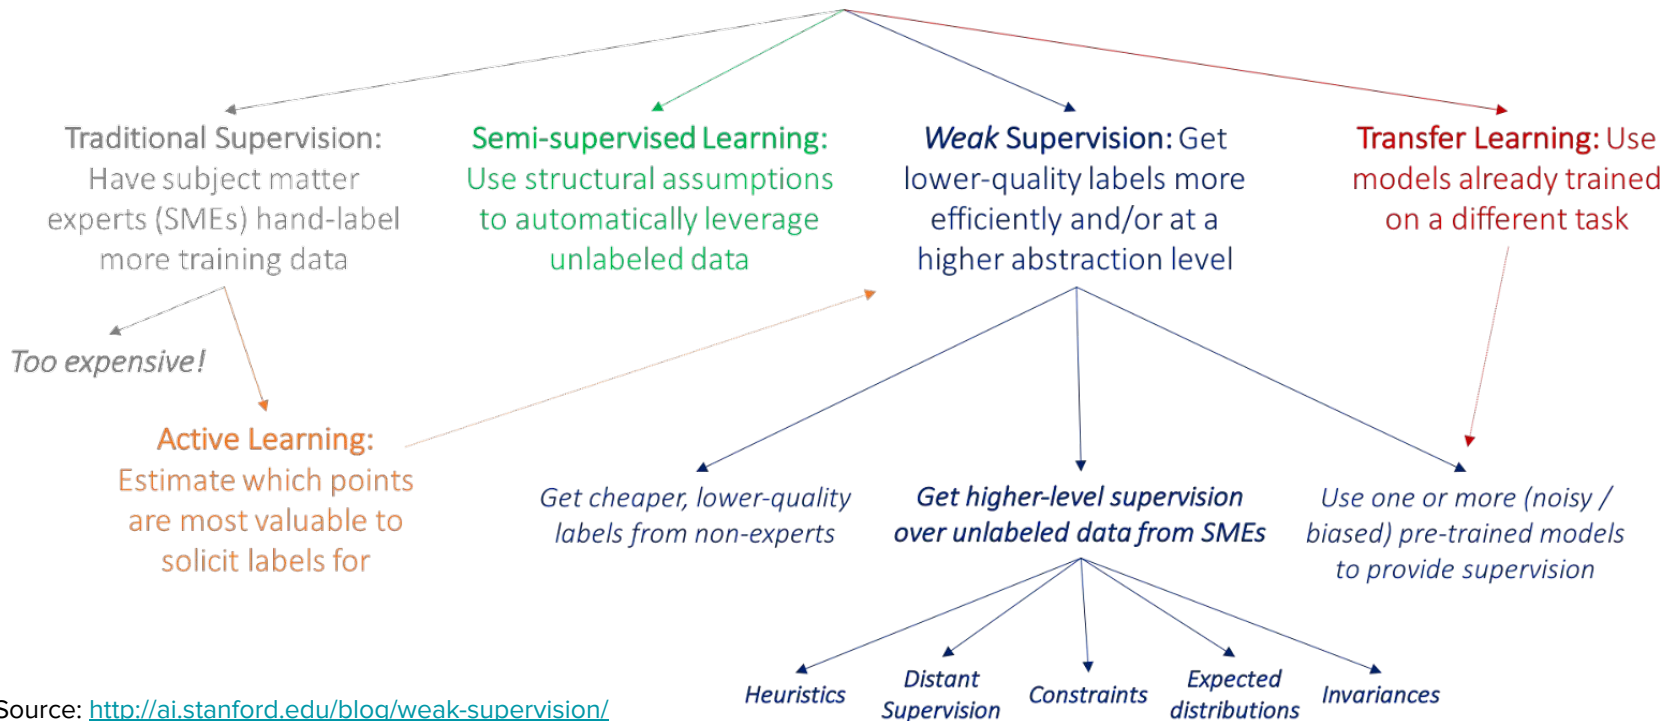 Traditional Supervision:
Have subject matter
experts (SMEs) hand-label
more training data
Semi-supervised Learning:
Use structural assumptions
to automatically leverage
unlabeled data
Weak Supervision: Get
lower-quality labels more
efficiently and/or at a
higher abstraction level
Transfer Learning: Use
models already trained
on a different task
Too expensive!
Active Learning:
Estimate which points
are most valuable to
solicit labels for
Get cheaper, lower-quality
labels from non-experts
Get higher-level supervision
over unlabeled data from SMEs
Use one or more (noisy /
biased) pre-trained models
to provide supervision
Heuristics
Distant
Supervision
Constraints
Expected
distributions
Invariances
Source: http://ai.stanford.edu/blog/weak-supervision/